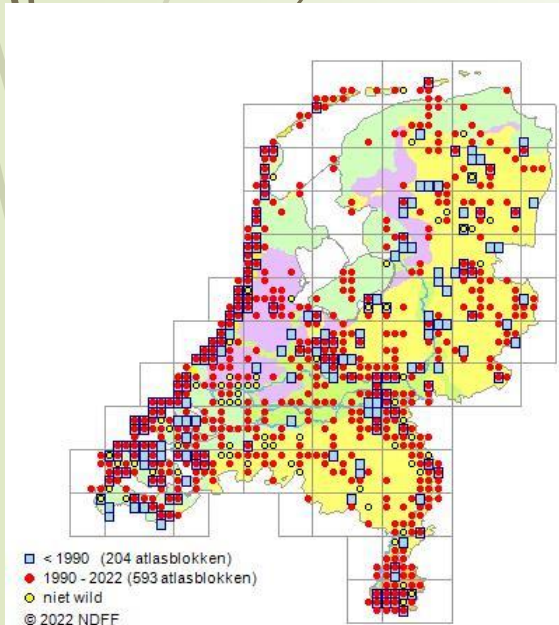 < 1990 (204 atlasblokken)
1990 - 2022 (593 atlasblokken)
niet wild
© 2022 NDFF